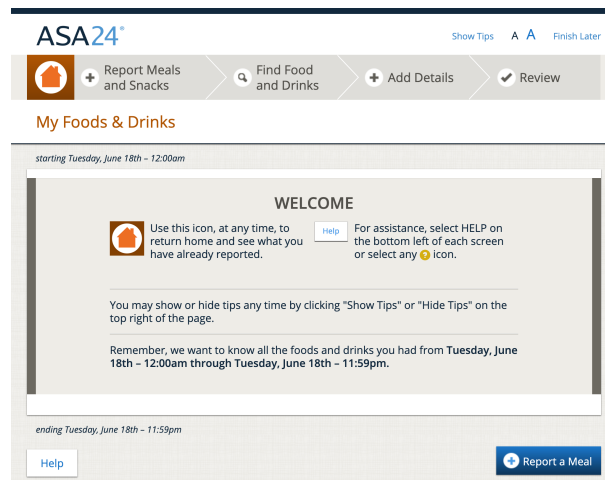 ASA24®
Show Tips A A Finish Later
Report Meals
and Snacks
Find Food
and Drinks
Add Details
Review
My Foods & Drinks
starting Tuesday, June 18th – 12:00am
WELCOME
Use this icon, at any time, to
return home and see what you
have already reported.
Help
For assistance, select HELP on
the bottom left of each screen
or select any ? icon.
You may show or hide tips any time by clicking "Show Tips" or "Hide Tips" on the
top right of the page.
Remember, we want to know all the foods and drinks you had from Tuesday, June
18th – 12:00am through Tuesday, June 18th – 11:59pm.
ending Tuesday, June 18th – 11:59pm
Help
Report a Meal